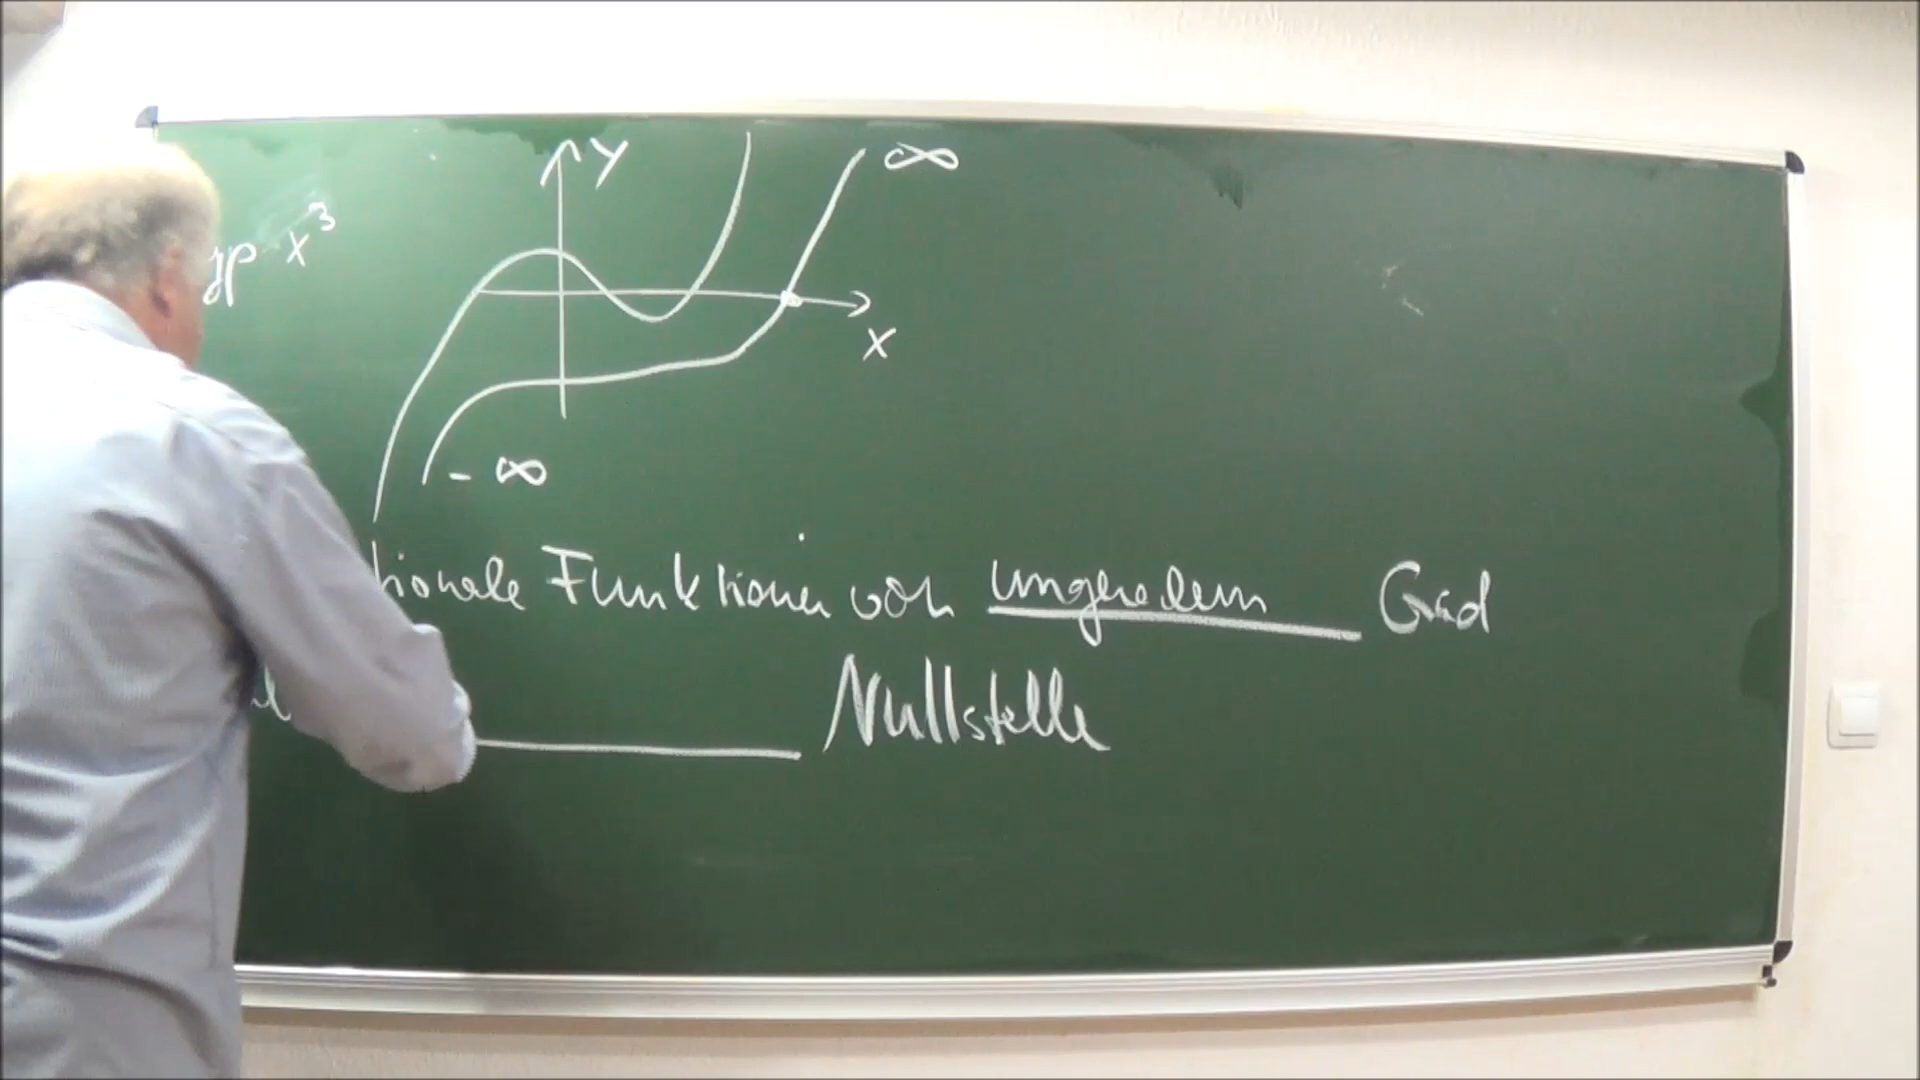 y
∞
x³
x
- ∞
tionale Funktionen von ungeradem Grad
Nullstelle